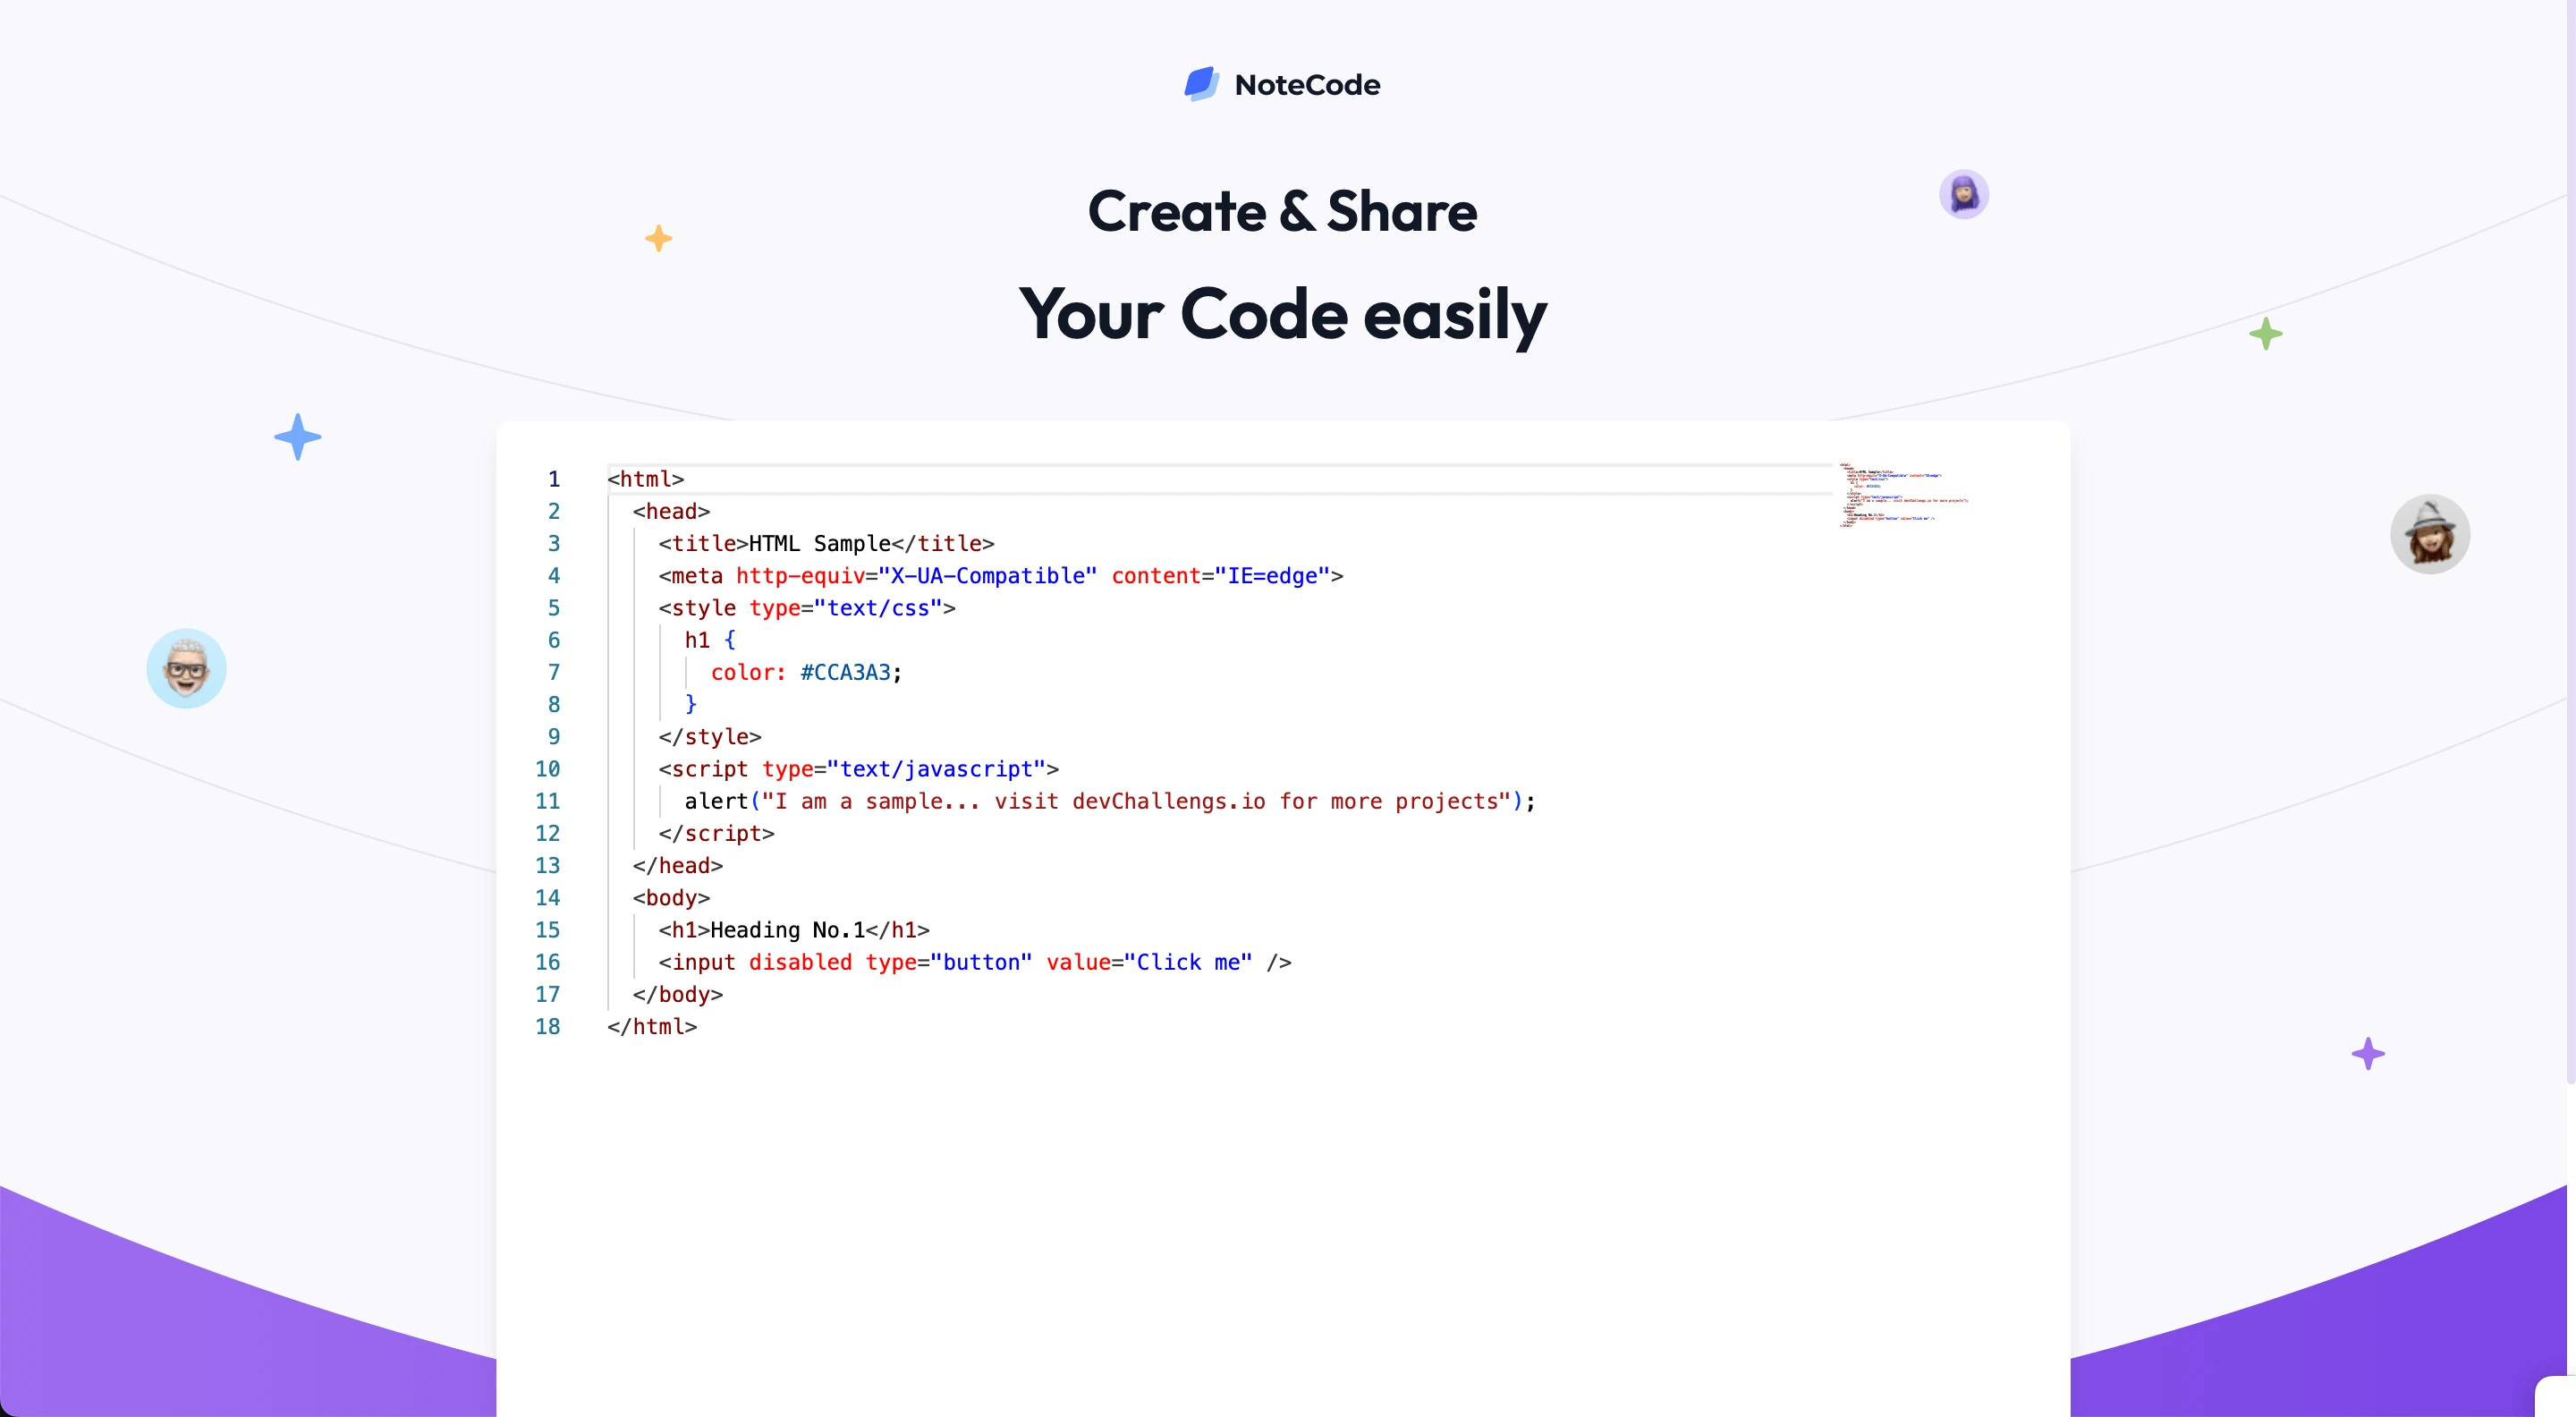 NoteCode
Create & Share
Your Code easily
1 <html>
2   <head>
3     <title>HTML Sample</title>
4     <meta http-equiv="X-UA-Compatible" content="IE=edge">
5     <style type="text/css">
6       h1 {
7         color: #CCA3A3;
8       }
9     </style>
10     <script type="text/javascript">
11       alert("I am a sample... visit devChallengs.io for more projects");
12     </script>
13   </head>
14   <body>
15     <h1>Heading No.1</h1>
16     <input disabled type="button" value="Click me" />
17   </body>
18 </html>